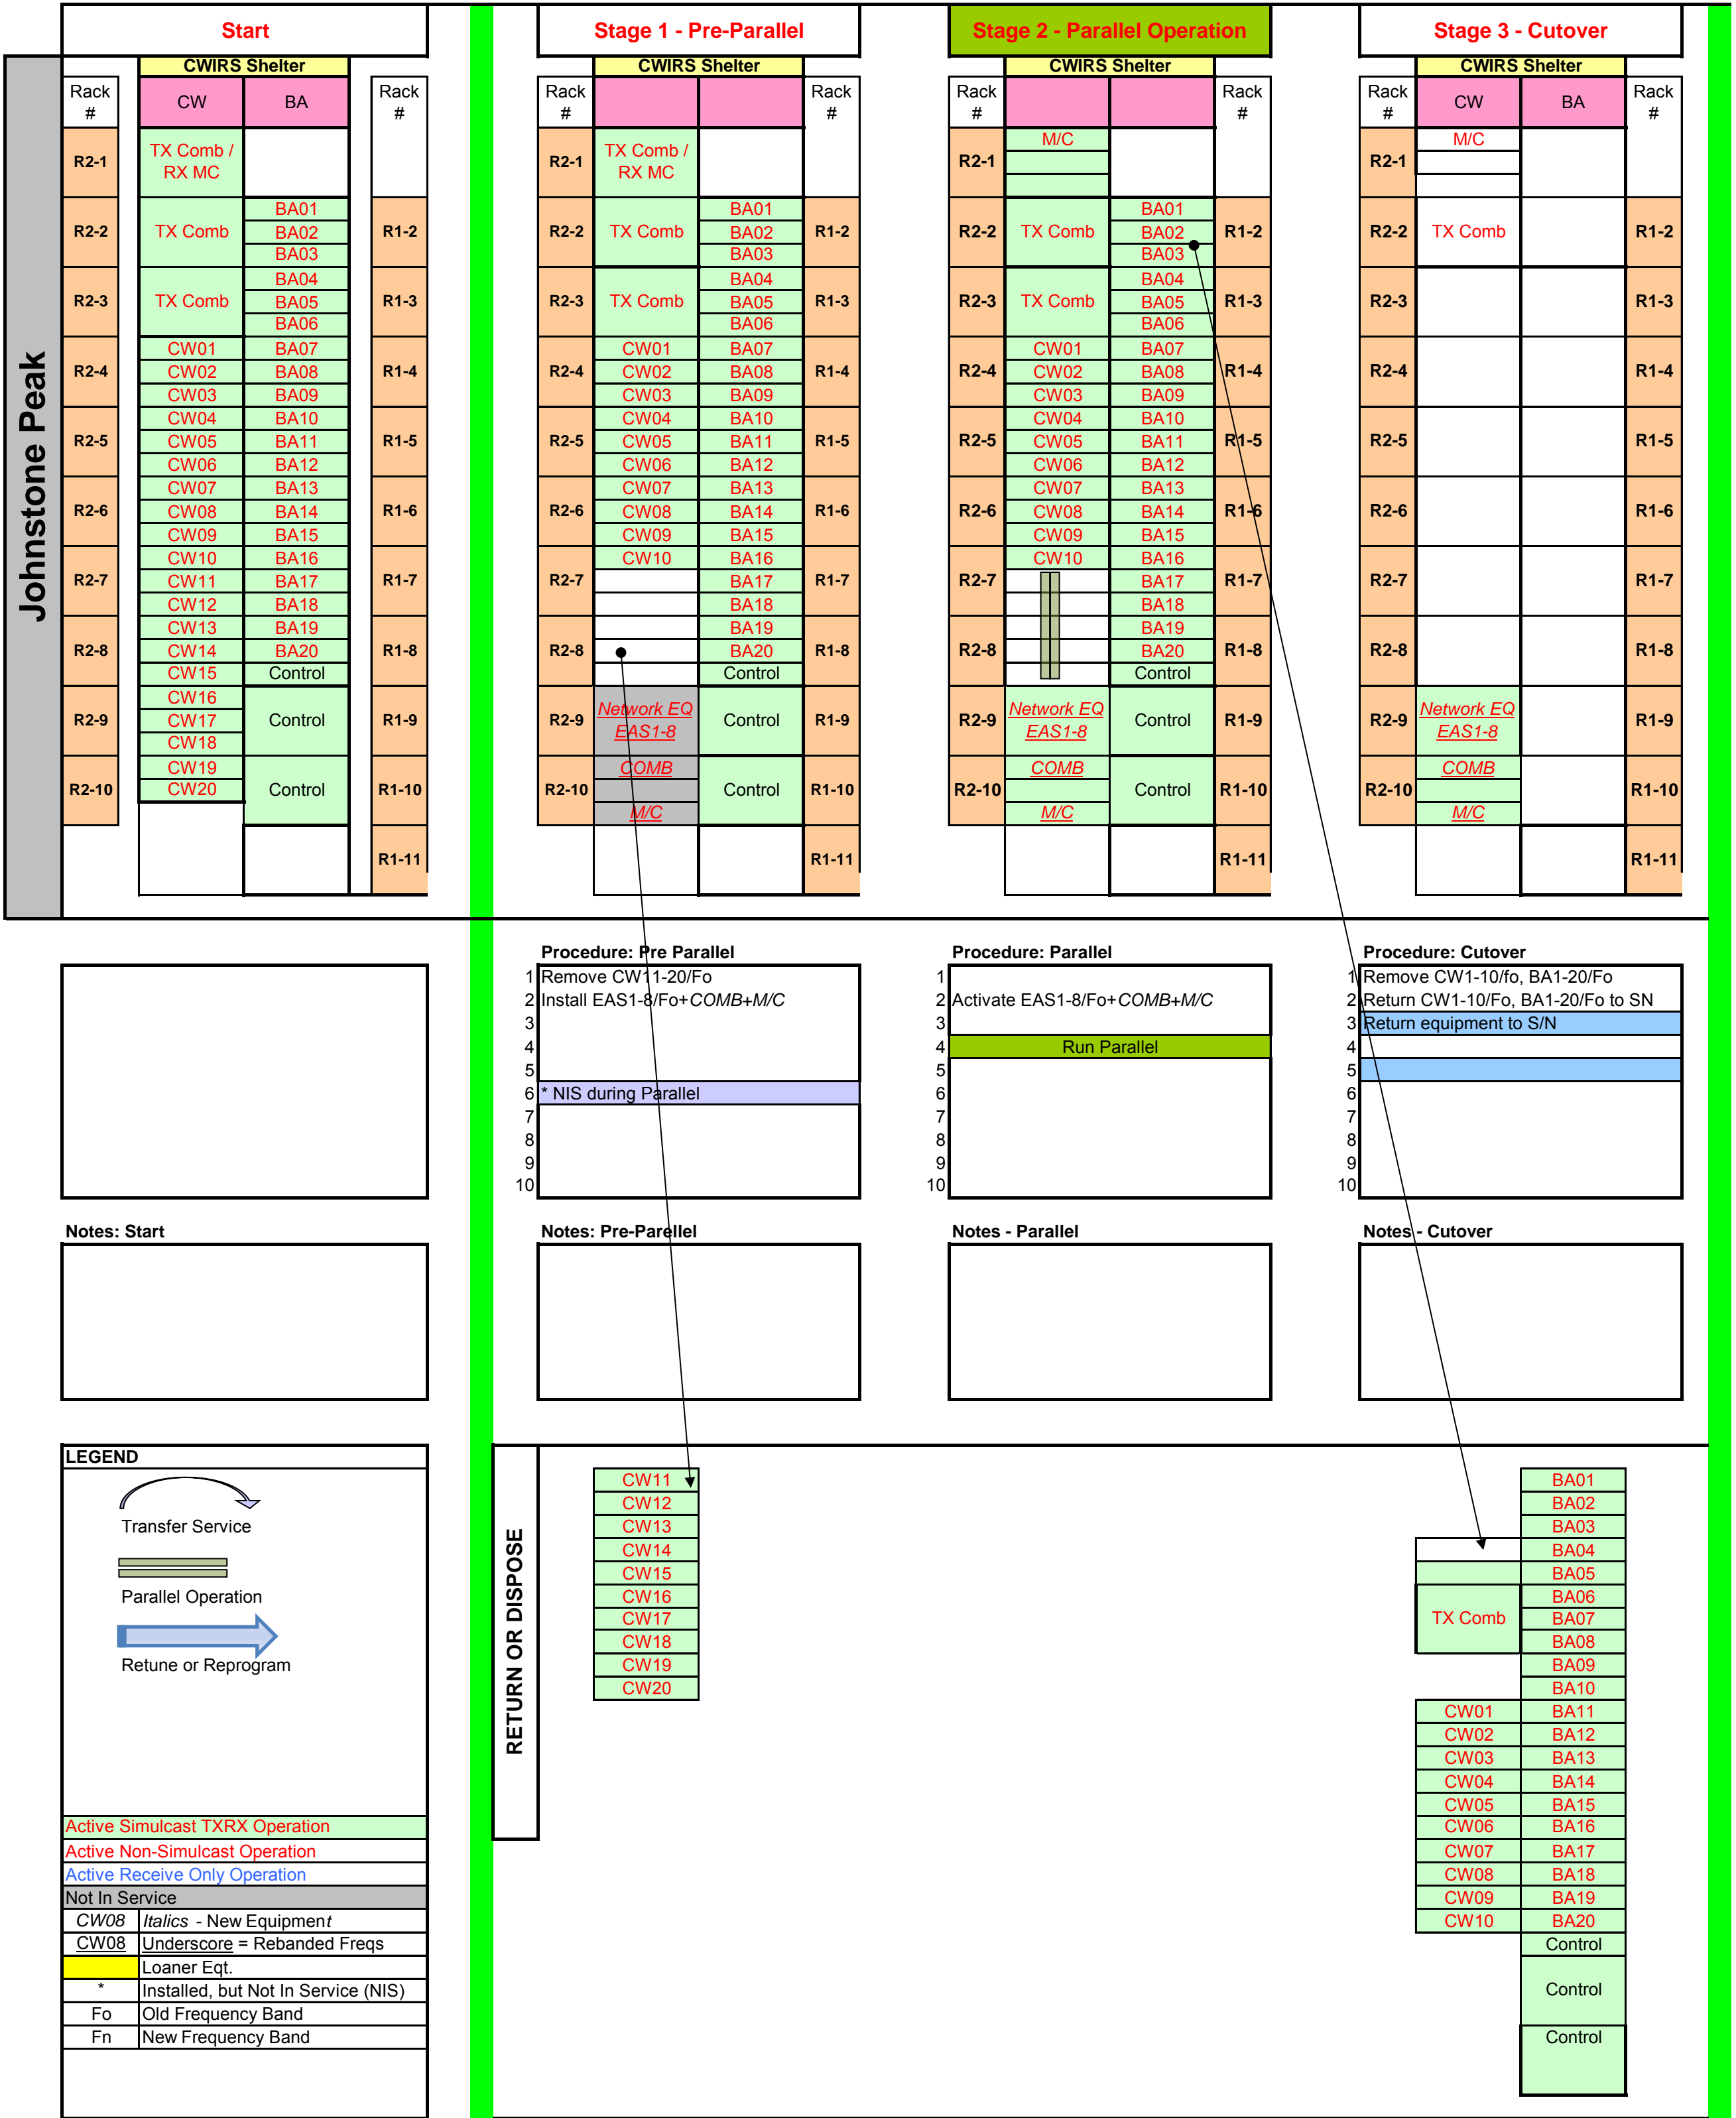 Start
Stage 1 - Pre-Parallel
Stage 2 - Parallel Operation
Stage 3 - Cutover
Johnstone Peak
CWIRS Shelter
Rack # CW BA Rack #
R2-1 TX Comb / RX MC
R2-2 TX Comb BA01 BA02 BA03 R1-2
R2-3 TX Comb BA04 BA05 BA06 R1-3
R2-4 CW01 BA07 R1-4
CW02 BA08
CW03 BA09
R2-5 CW04 BA10 R1-5
CW05 BA11
CW06 BA12
R2-6 CW07 BA13 R1-6
CW08 BA14
CW09 BA15
R2-7 CW10 BA16 R1-7
CW11 BA17
CW12 BA18
R2-8 CW13 BA19 R1-8
CW14 BA20
CW15 Control
R2-9 CW16 Control R1-9
CW17
CW18
R2-10 CW19 Control R1-10
CW20
R1-11
CWIRS Shelter
Rack # Rack #
R2-1 TX Comb / RX MC
R2-2 TX Comb BA01 BA02 BA03 R1-2
R2-3 TX Comb BA04 BA05 BA06 R1-3
R2-4 CW01 BA07 R1-4
CW02 BA08
CW03 BA09
R2-5 CW04 BA10 R1-5
CW05 BA11
CW06 BA12
R2-6 CW07 BA13 R1-6
CW08 BA14
CW09 BA15
R2-7 CW10 BA16 R1-7
BA17
BA18
R2-8 BA19 R1-8
BA20
Control
R2-9 Network EQ EAS1-8 Control R1-9
R2-10 COMB Control R1-10
M/C
R1-11
CWIRS Shelter
Rack # Rack #
R2-1 M/C
R2-2 TX Comb BA01 BA02 BA03 R1-2
R2-3 TX Comb BA04 BA05 BA06 R1-3
R2-4 CW01 BA07 R1-4
CW02 BA08
CW03 BA09
R2-5 CW04 BA10 R1-5
CW05 BA11
CW06 BA12
R2-6 CW07 BA13 R1-6
CW08 BA14
CW09 BA15
R2-7 CW10 BA16 R1-7
BA17
BA18
R2-8 BA19 R1-8
BA20
Control
R2-9 Network EQ EAS1-8 Control R1-9
R2-10 COMB Control R1-10
M/C
R1-11
CWIRS Shelter
Rack # CW BA Rack #
R2-1 M/C
R2-2 TX Comb R1-2
R2-3 R1-3
R2-4 R1-4
R2-5 R1-5
R2-6 R1-6
R2-7 R1-7
R2-8 R1-8
R2-9 Network EQ EAS1-8 R1-9
R2-10 COMB R1-10
M/C
R1-11
Procedure: Pre Parallel
1 Remove CW11-20/Fo
2 Install EAS1-8/Fo+COMB+M/C
3
4
5
6 * NIS during Parallel
7
8
9
10
Procedure: Parallel
1
2 Activate EAS1-8/Fo+COMB+M/C
3
4 Run Parallel
5
6
7
8
9
10
Procedure: Cutover
1 Remove CW1-10/fo, BA1-20/Fo
2 Return CW1-10/Fo, BA1-20/Fo to SN
3 Return equipment to S/N
4
5
6
7
8
9
10
Notes: Start
Notes: Pre-Parellel
Notes - Parallel
Notes - Cutover
LEGEND
Transfer Service
Parallel Operation
Retune or Reprogram
Active Simulcast TXRX Operation
Active Non-Simulcast Operation
Active Receive Only Operation
Not In Service
CW08 Italics - New Equipment
CW08 Underscore = Rebanded Freqs
Loaner Eqt.
* Installed, but Not In Service (NIS)
Fo Old Frequency Band
Fn New Frequency Band
RETURN OR DISPOSE
CW11
CW12
CW13
CW14
CW15
CW16
CW17
CW18
CW19
CW20
BA01
BA02
BA03
BA04
BA05
BA06
TX Comb BA07
BA08
BA09
BA10
CW01 BA11
CW02 BA12
CW03 BA13
CW04 BA14
CW05 BA15
CW06 BA16
CW07 BA17
CW08 BA18
CW09 BA19
CW10 BA20
Control
Control
Control